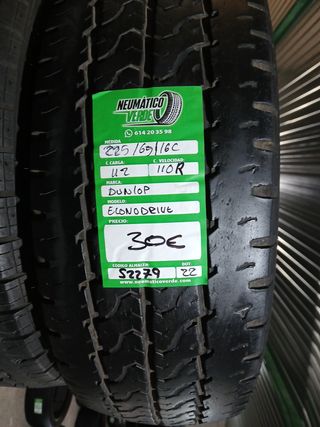 NEUMÁTICO
VERDE
614 20 35 98
MEDIDA
225/65/16C
C. CARGA: C. VELOCIDAD:
112 110R
MARCA:
DUNLOP
MODELO:
ECONODRIVE
PRECIO:
30€
CÓDIGO ALMACÉN: DOT:
S2279 22
www.neumaticoverde.com